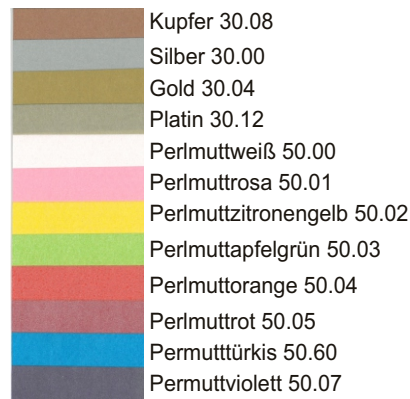 Kupfer 30.08
Silber 30.00
Gold 30.04
Platin 30.12
Perlmuttweiß 50.00
Perlmuttrosa 50.01
Perlmuttzitronengelb 50.02
Perlmuttapfelgrün 50.03
Perlmuttorange 50.04
Perlmuttrot 50.05
Permutttürkis 50.60
Permuttviolett 50.07